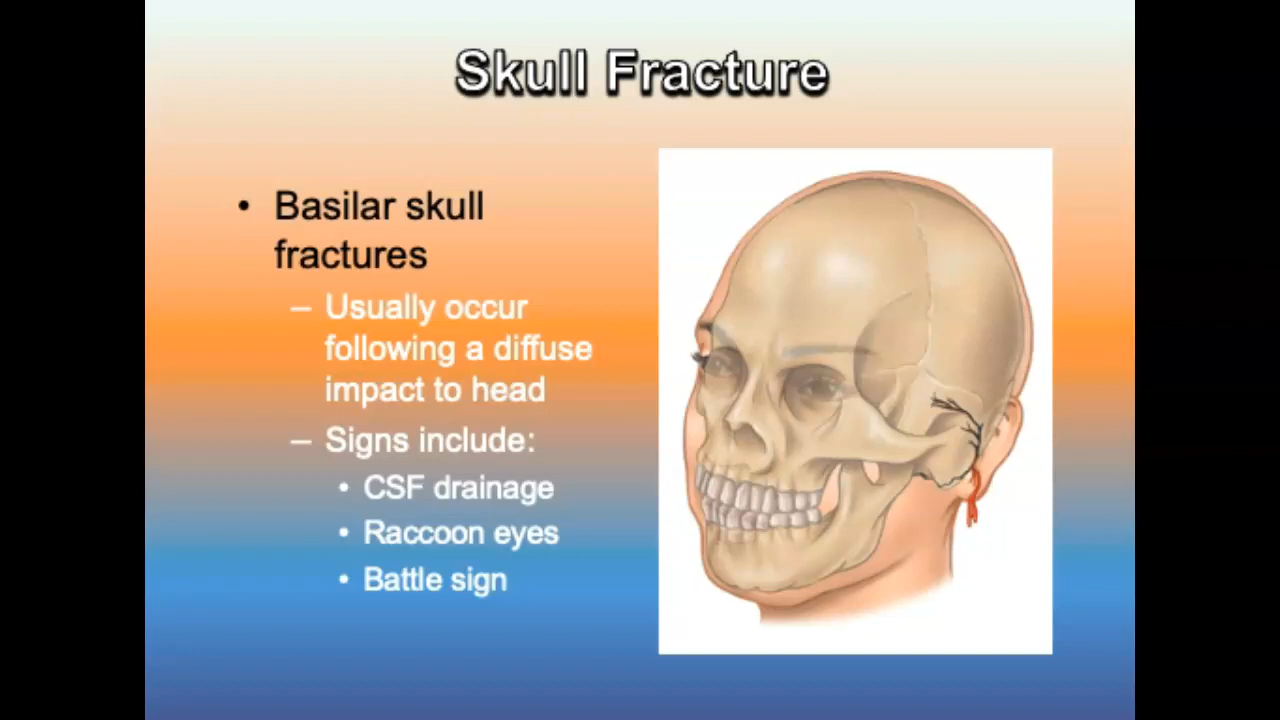 Skull Fracture
• Basilar skull
fractures
– Usually occur
following a diffuse
impact to head
– Signs include:
• CSF drainage
• Raccoon eyes
• Battle sign